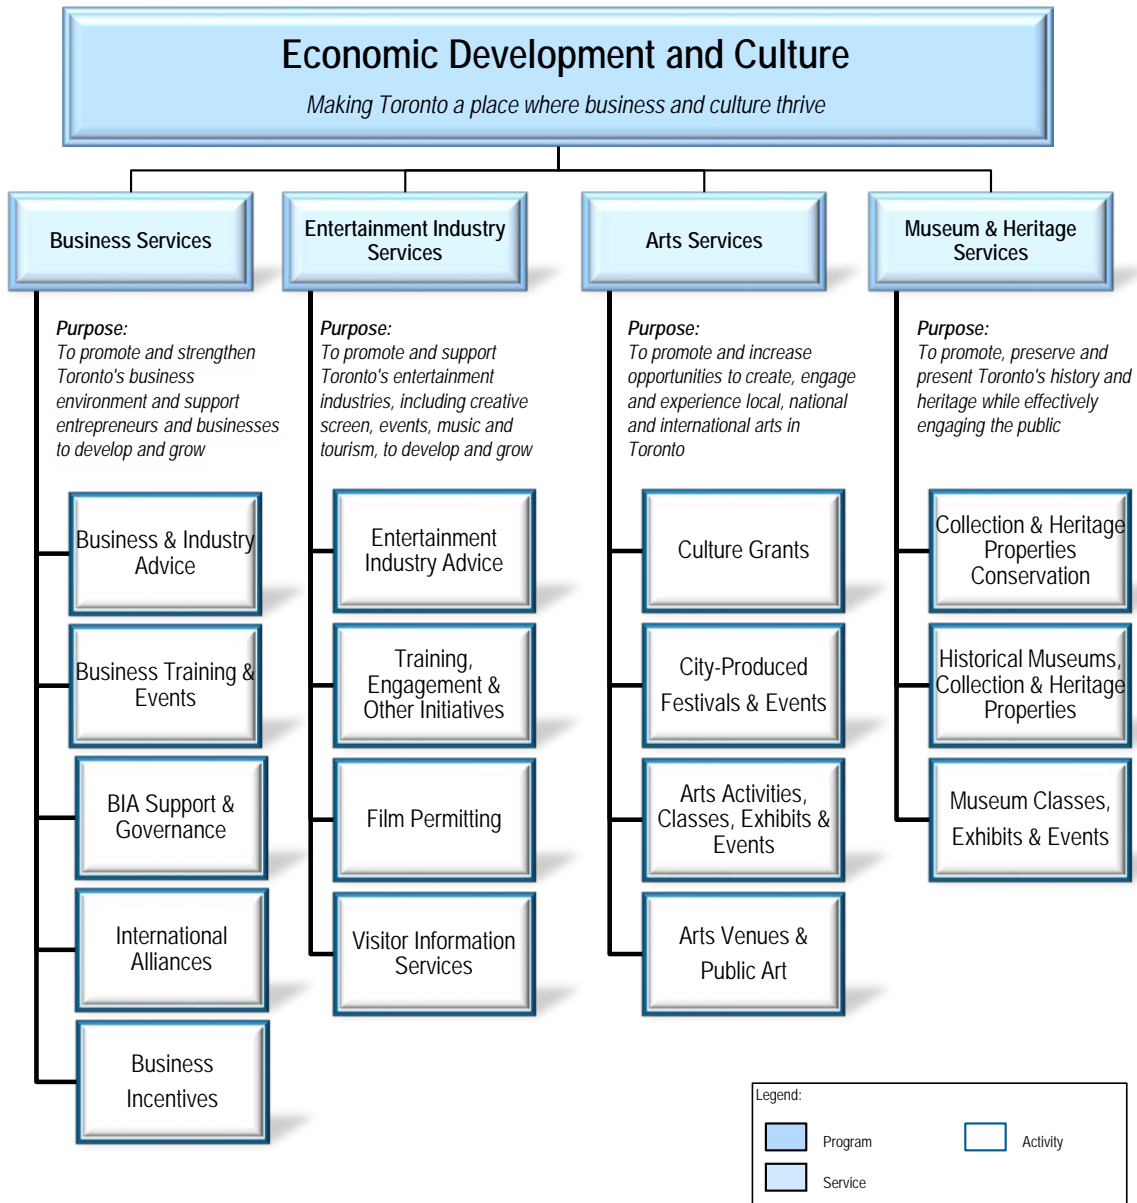 Economic Development and Culture
Making Toronto a place where business and culture thrive
Business Services
Entertainment Industry
Services
Arts Services
Museum & Heritage
Services
Purpose:
To promote and strengthen
Toronto's business
environment and support
entrepreneurs and businesses
to develop and grow
Purpose:
To promote and support
Toronto's entertainment
industries, including creative
screen, events, music and
tourism, to develop and grow
Purpose:
To promote and increase
opportunities to create, engage
and experience local, national
and international arts in
Toronto
Purpose:
To promote, preserve and
present Toronto's history and
heritage while effectively
engaging the public
Business & Industry
Advice
Business Training &
Events
BIA Support &
Governance
International
Alliances
Business
Incentives
Entertainment
Industry Advice
Training,
Engagement &
Other Initiatives
Film Permitting
Visitor Information
Services
Culture Grants
City-Produced
Festivals & Events
Arts Activities,
Classes, Exhibits &
Events
Arts Venues &
Public Art
Collection & Heritage
Properties
Conservation
Historical Museums,
Collection & Heritage
Properties
Museum Classes,
Exhibits & Events
Legend:
Program
Activity
Service